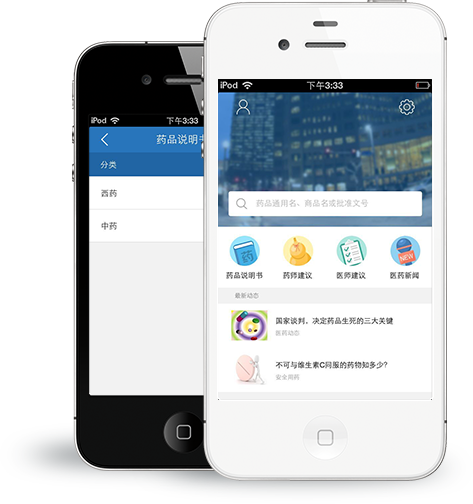 iPod 下午3:33
药品说明书
分类
西药
中药
iPod 下午3:33
药品通用名、商品名或批准文号
药品说明书 药师建议 医师建议 医药新闻
NEW
最新动态
国家谈判，决定药品生死的三大关键
医药动态
不可与维生素C同服的药物知多少?
安全用药